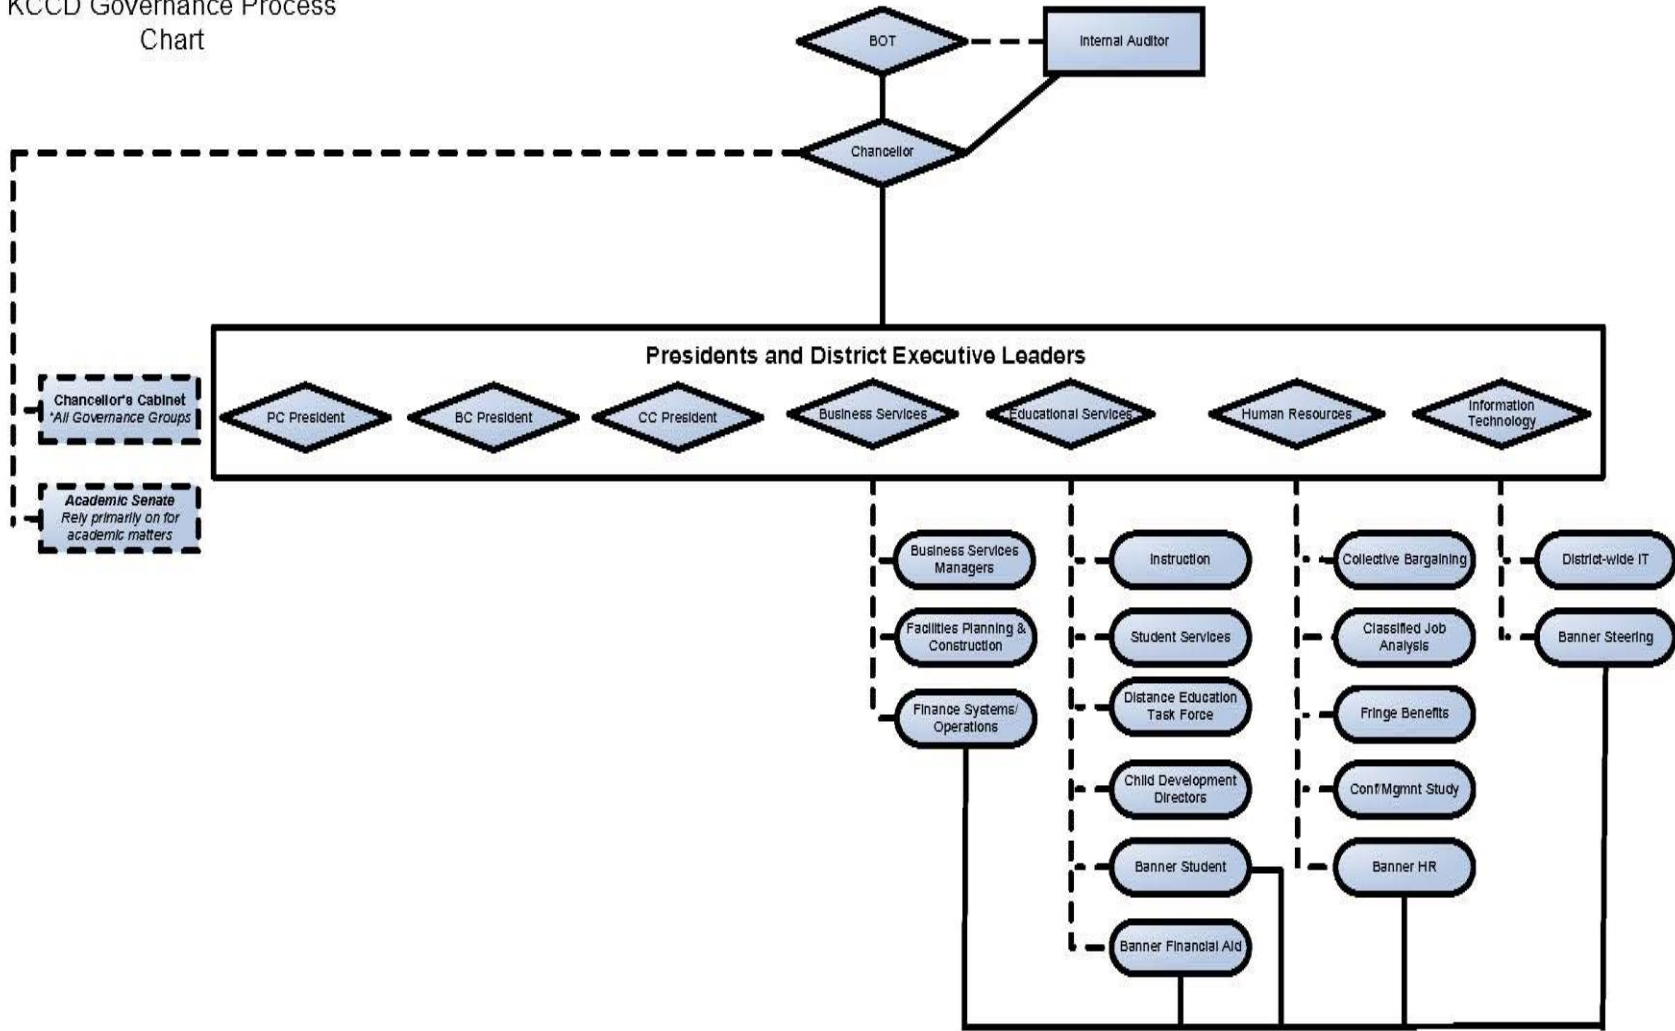 KCCD Governance Process
Chart
BOT
Internal Auditor
Chancellor
Presidents and District Executive Leaders
Chancellor's Cabinet
*All Governance Groups
PC President
BC President
CC President
Business Services
Educational Services
Human Resources
Information
Technology
Academic Senate
Rely primarily on for
academic matters
Business Services
Managers
Facilities Planning &
Construction
Finance Systems/
Operations
Instruction
Student Services
Distance Education
Task Force
Child Development
Directors
Banner Student
Banner Financial Aid
Collective Bargaining
Classified Job
Analysis
Fringe Benefits
Conf/Mgmnt Study
Banner HR
District-wide IT
Banner Steering